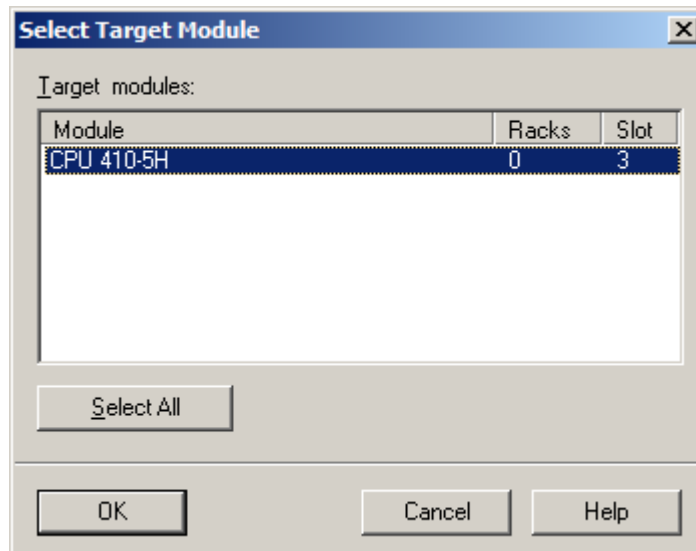 Select Target Module
Target modules:
Module Racks Slot
CPU 410-5H 0 3
Select All
OK Cancel Help